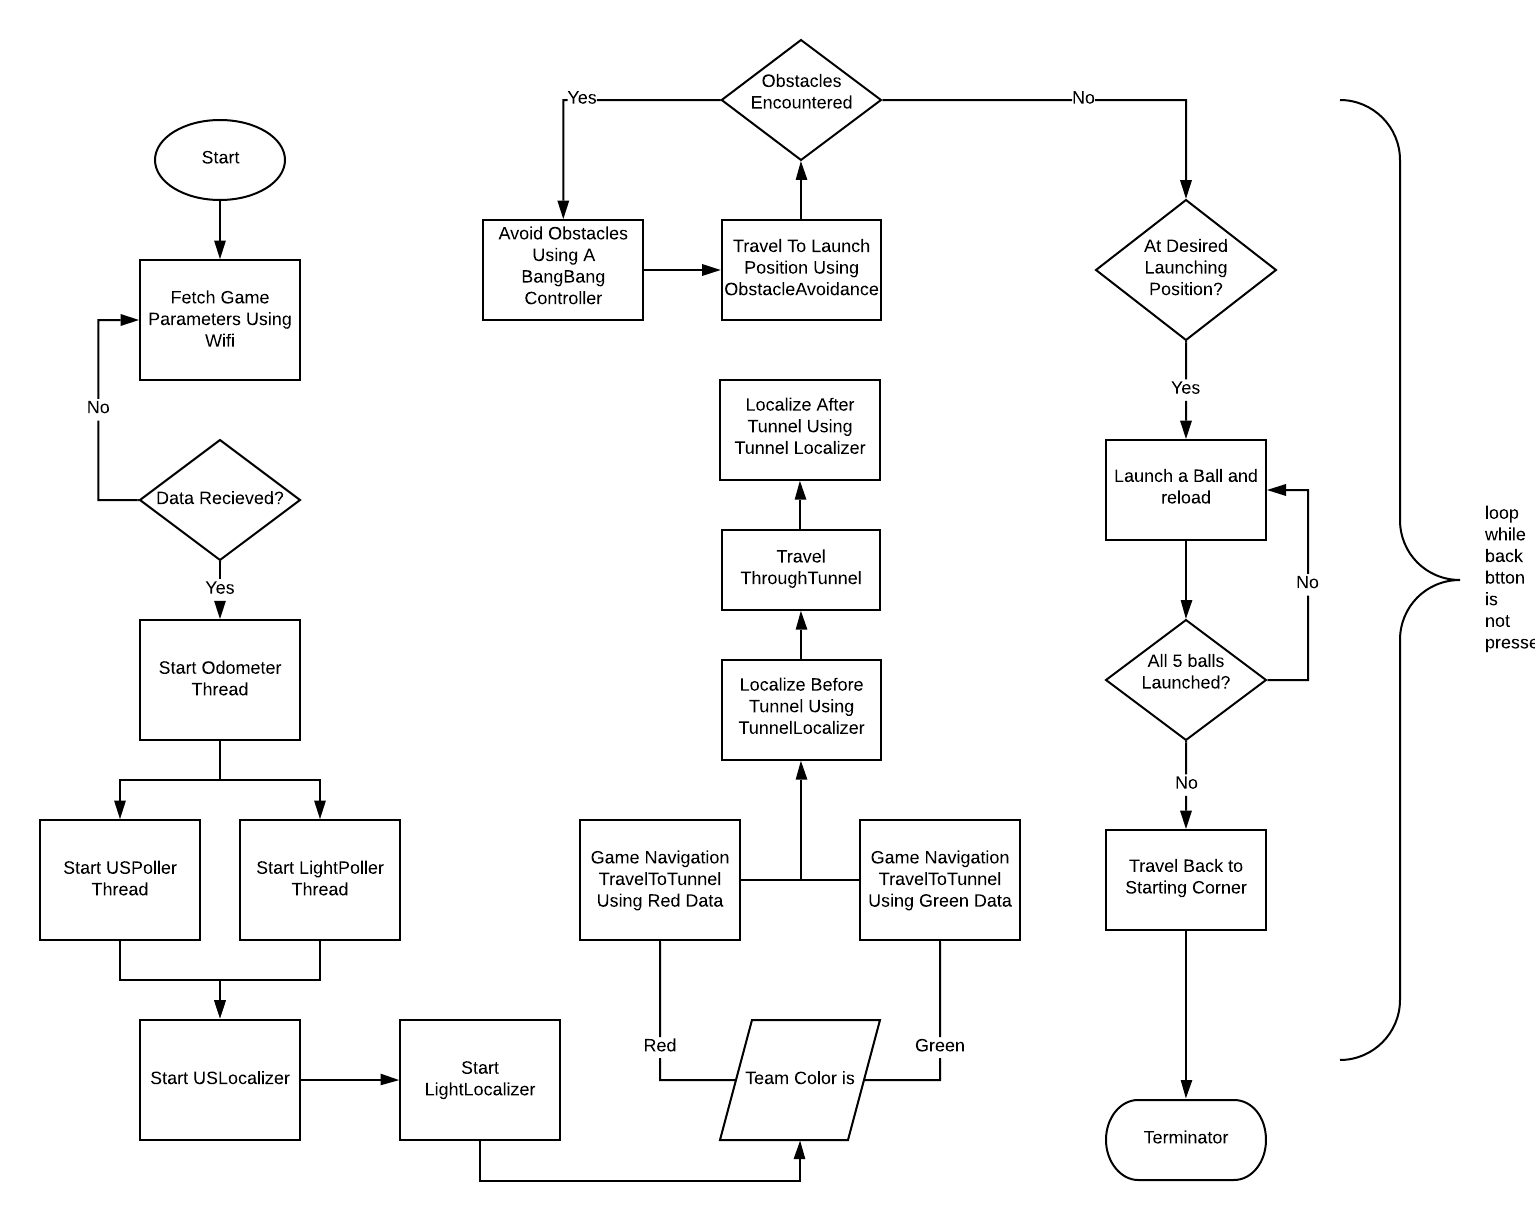 Start
Fetch Game
Parameters Using
Wifi
No
Data Recieved?
Yes
Start Odometer
Thread
Start USPoller
Thread
Start LightPoller
Thread
Start USLocalizer
Start
LightLocalizer
Team Color is
Red
Green
Game Navigation
TravelToTunnel
Using Red Data
Game Navigation
TravelToTunnel
Using Green Data
Localize Before
Tunnel Using
TunnelLocalizer
Travel
ThroughTunnel
Localize After
Tunnel Using
Tunnel Localizer
Travel To Launch
Position Using
ObstacleAvoidance
Obstacles
Encountered
Yes
Avoid Obstacles
Using A
BangBang
Controller
No
At Desired
Launching
Position?
Yes
Launch a Ball and
reload
No
All 5 balls
Launched?
No
Travel Back to
Starting Corner
Terminator
loop
while
back
btton
is
not
presse